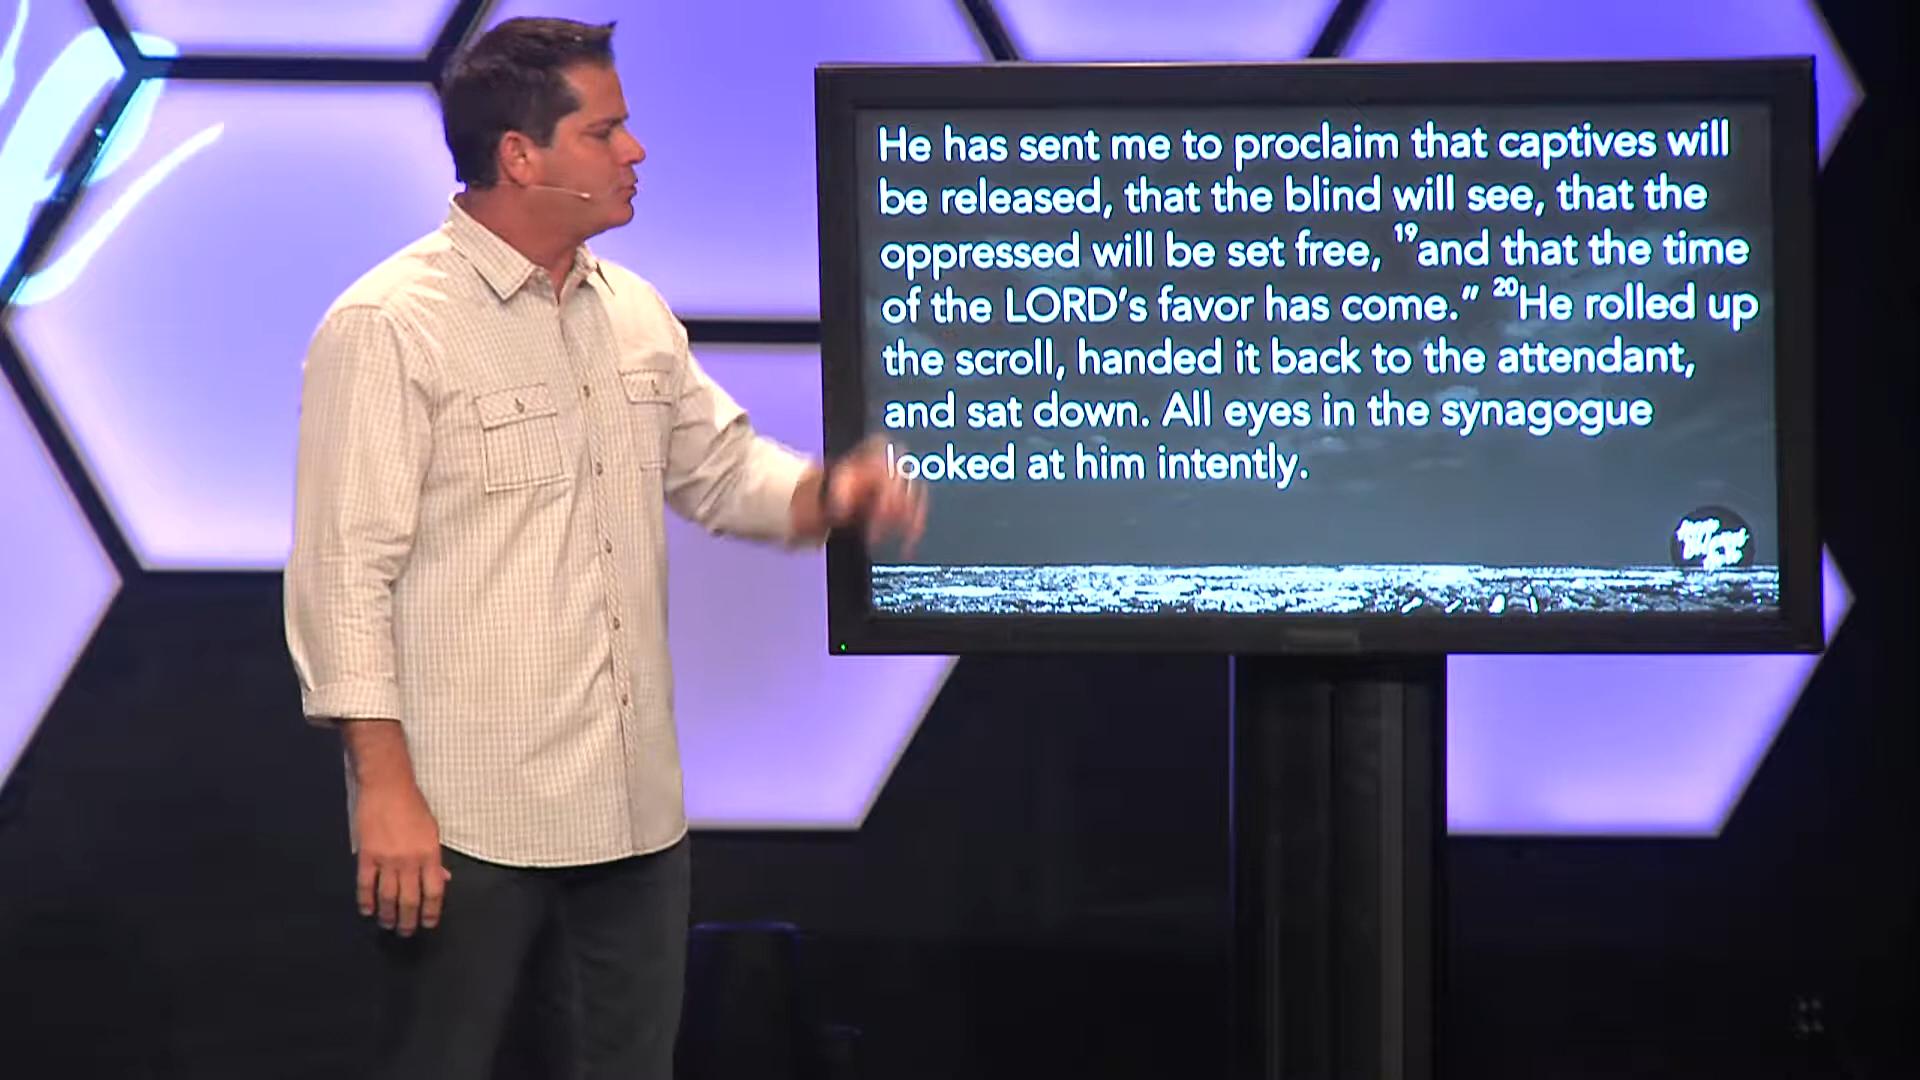 He has sent me to proclaim that captives will
be released, that the blind will see, that the
oppressed will be set free, ¹⁹and that the time
of the LORD’s favor has come.” ²⁰He rolled up
the scroll, handed it back to the attendant,
and sat down. All eyes in the synagogue
looked at him intently.